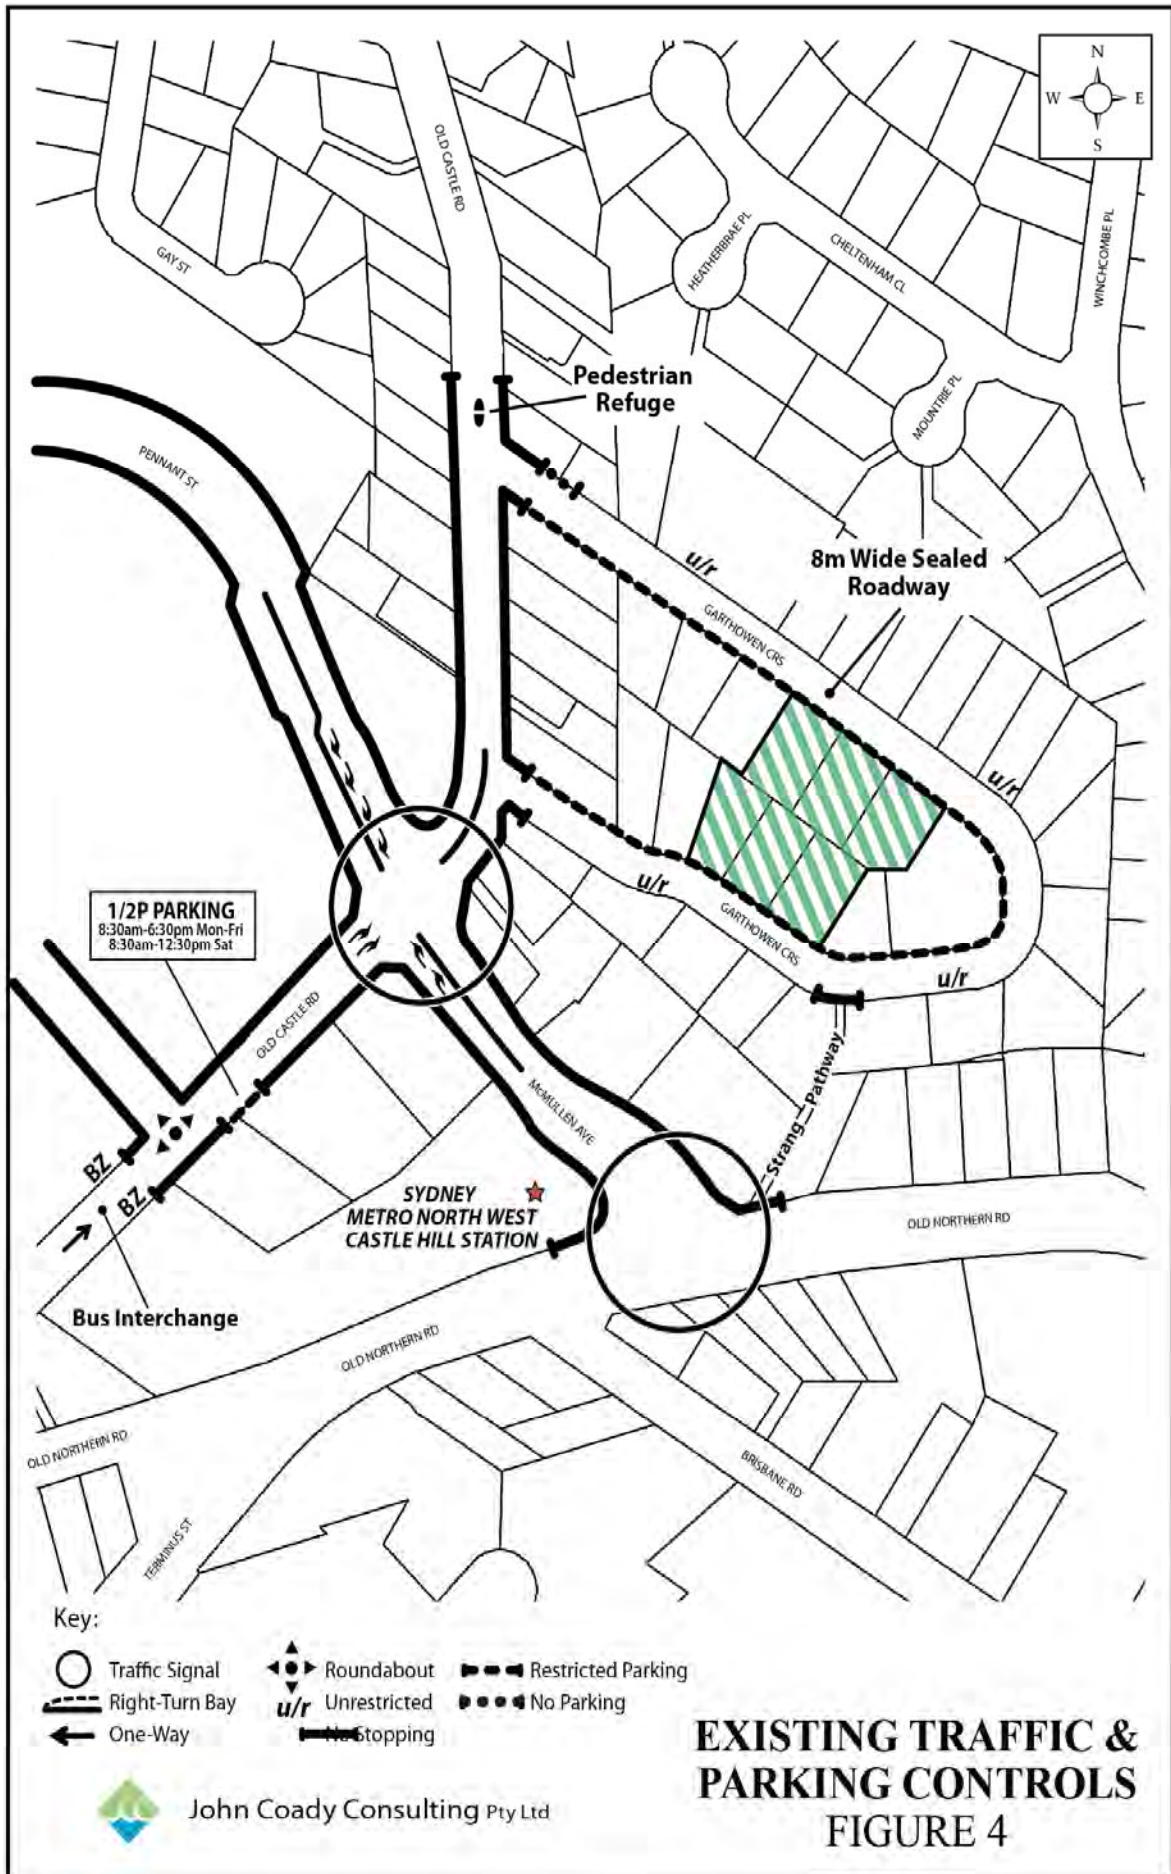 N
W E
S
OLD CASTLE RD
GAY ST
HEATHERBRAE PL
CHELTENHAM CL
WINCHCOMBE PL
MOUNTRIE PL
Pedestrian
Refuge
PENNANT ST
u/r
8m Wide Sealed
Roadway
GARTHOWEN CRS
u/r
u/r
GARTHOWEN CRS
u/r
1/2P PARKING
8:30am-6:30pm Mon-Fri
8:30am-12:30pm Sat
OLD CASTLE RD
McMULLEN AVE
Strang Pathway
BZ
BZ
SYDNEY
METRO NORTH WEST
CASTLE HILL STATION
OLD NORTHERN RD
Bus Interchange
OLD NORTHERN RD
OLD NORTHERN RD
BRISBANE RD
TERMINUS ST
Key:
Traffic Signal
Roundabout
Restricted Parking
Right-Turn Bay
u/r Unrestricted
No Parking
One-Way
No Stopping
EXISTING TRAFFIC &
PARKING CONTROLS
FIGURE 4
John Coady Consulting Pty Ltd